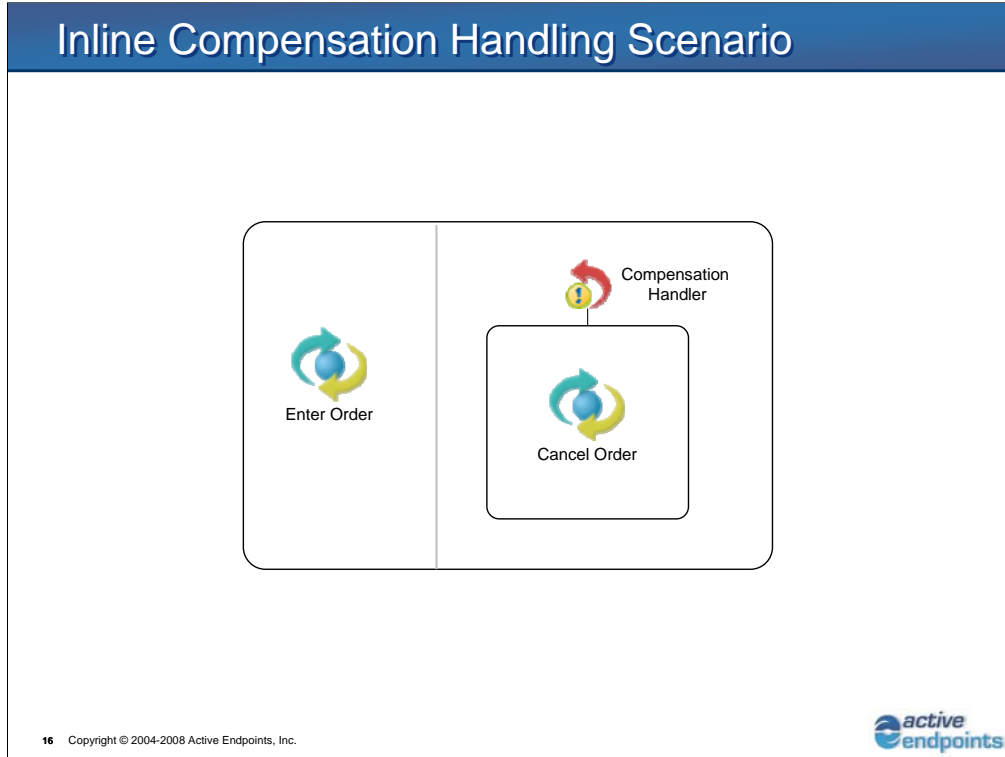 Inline Compensation Handling Scenario
Compensation
Handler
Enter Order
Cancel Order
16 Copyright © 2004-2008 Active Endpoints, Inc.
active
endpoints